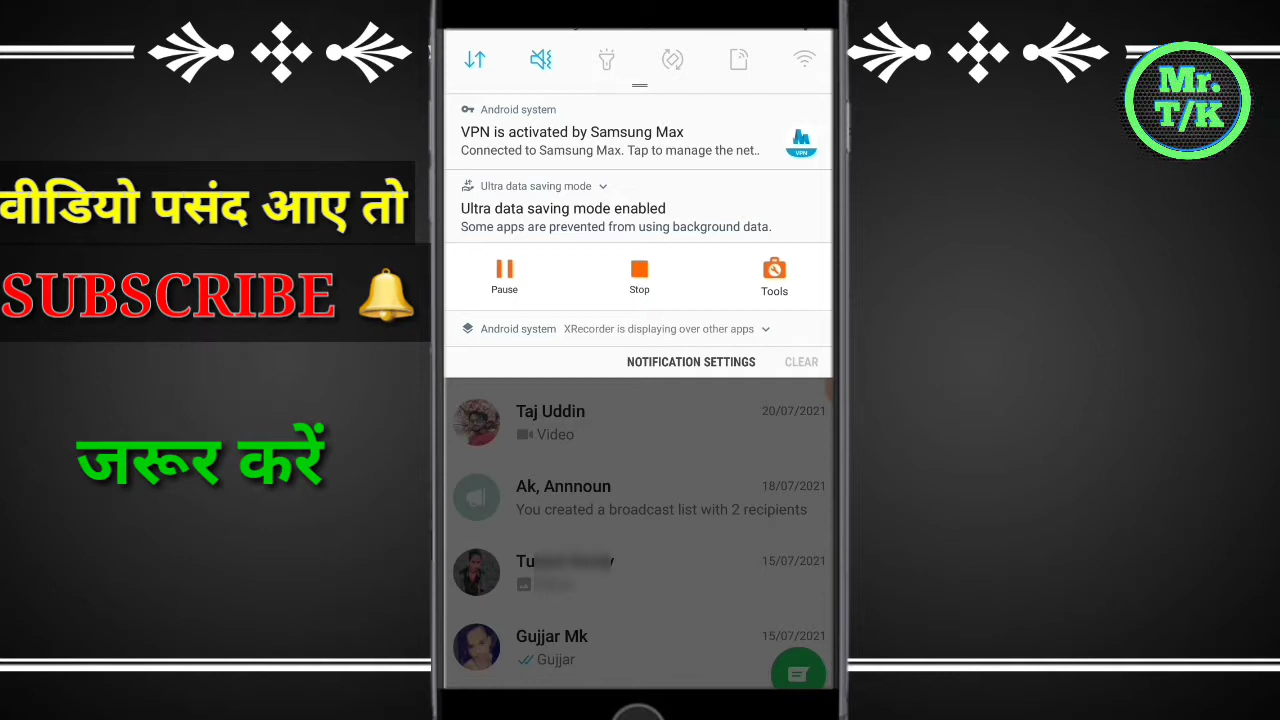 Mr.
T/K
वीडियो पसंद आए तो
SUBSCRIBE 🔔
जरूर करें
Android system
VPN is activated by Samsung Max
Connected to Samsung Max. Tap to manage the net..
VPN
Ultra data saving mode
Ultra data saving mode enabled
Some apps are prevented from using background data.
Pause
Stop
Tools
Android system XRecorder is displaying over other apps
NOTIFICATION SETTINGS
CLEAR
Taj Uddin
20/07/2021
Video
Ak, Annnoun
18/07/2021
You created a broadcast list with 2 recipients
15/07/2021
Gujjar Mk
15/07/2021
Gujjar